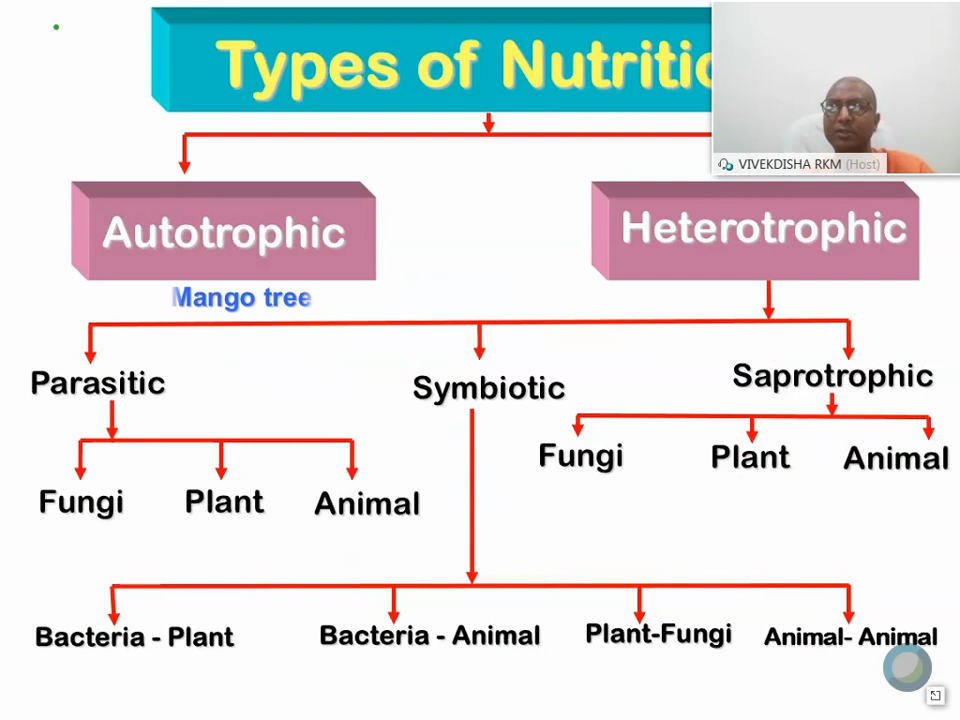 Types of Nutritio
VIVEKDISHA RKM (Host)
Autotrophic
Heterotrophic
Mango tree
Parasitic
Symbiotic
Saprotrophic
Fungi
Plant
Animal
Fungi
Plant
Animal
Bacteria - Plant
Bacteria - Animal
Plant-Fungi
Animal- Animal